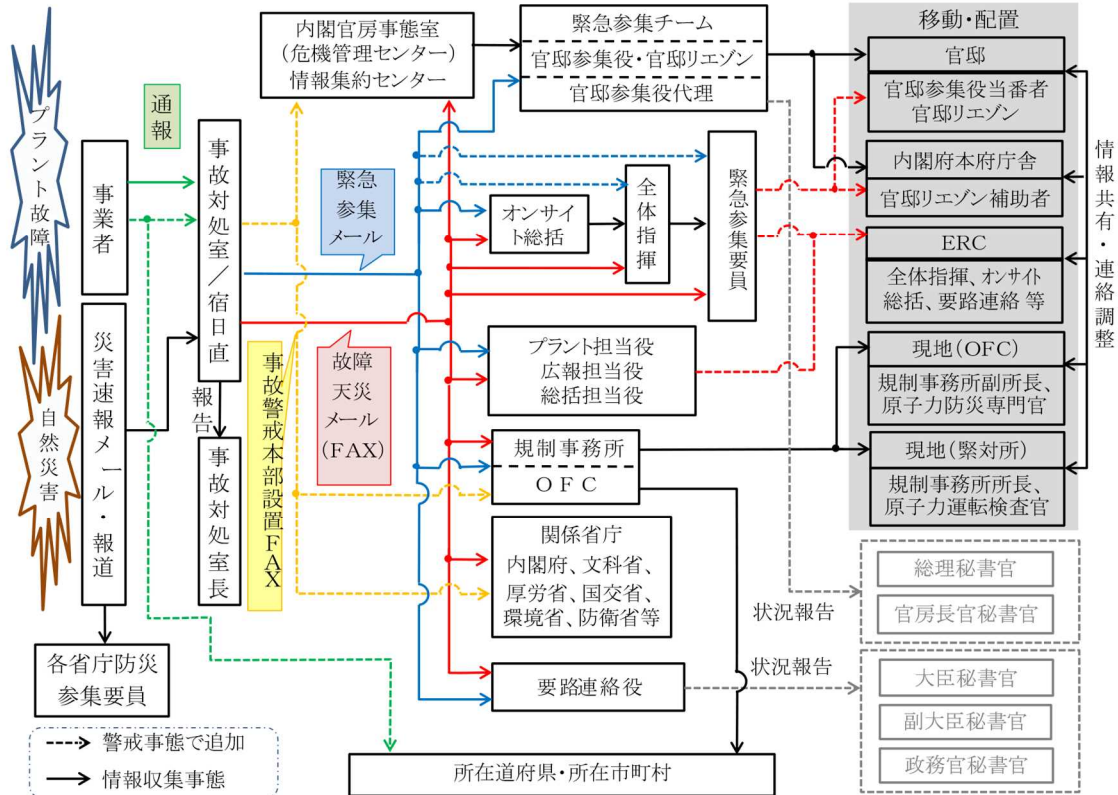 プラント故障
自然災害
通報
事業者
災害速報メール・報道
各省庁防災
参集要員
警戒事態で追加
情報収集事態
事故対処室／宿日直
報告
事故対処室長
事故警戒本部設置FAX
緊急
参集
メール
故障
天災
メール
(FAX)
内閣官房事態室
(危機管理センター)
情報集約センター
緊急参集チーム
官邸参集役・官邸リエゾン
官邸参集役代理
オンサイ
ト総括
全体指揮
緊急参集要員
プラント担当役
広報担当役
総括担当役
規制事務所
OFC
関係省庁
内閣府、文科省、
厚労省、国交省、
環境省、防衛省等
要路連絡役
所在道府県・所在市町村
状況報告
状況報告
移動・配置
官邸
官邸参集役当番者
官邸リエゾン
内閣府本府庁舎
官邸リエゾン補助者
ERC
全体指揮、オンサイト
総括、要路連絡 等
現地(OFC)
規制事務所副所長、
原子力防災専門官
現地(緊対所)
規制事務所所長、
原子力運転検査官
情報共有・連絡調整
総理秘書官
官房長官秘書官
大臣秘書官
副大臣秘書官
政務官秘書官